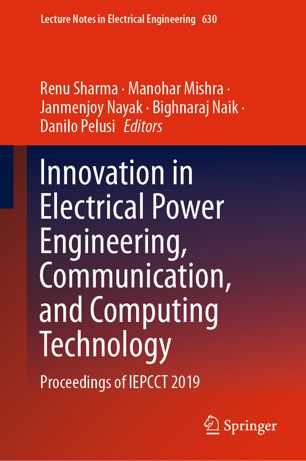 Lecture Notes in Electrical Engineering 630
Renu Sharma · Manohar Mishra ·
Janmenjoy Nayak · Bighnaraj Naik ·
Danilo Pelusi Editors
Innovation in
Electrical Power
Engineering,
Communication,
and Computing
Technology
Proceedings of IEPCCT 2019
Springer